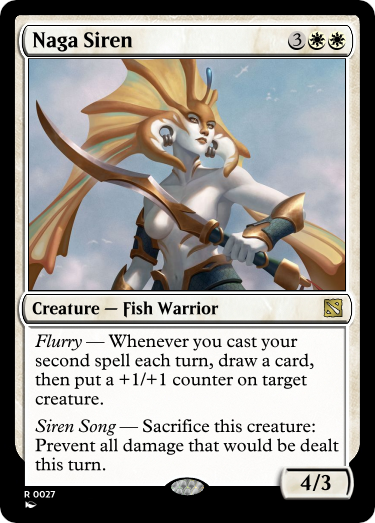 Naga Siren 3
Creature — Fish Warrior
Flurry — Whenever you cast your
second spell each turn, draw a card,
then put a +1/+1 counter on target
creature.
Siren Song — Sacrifice this creature:
Prevent all damage that would be dealt
this turn.
4/3
R 0027